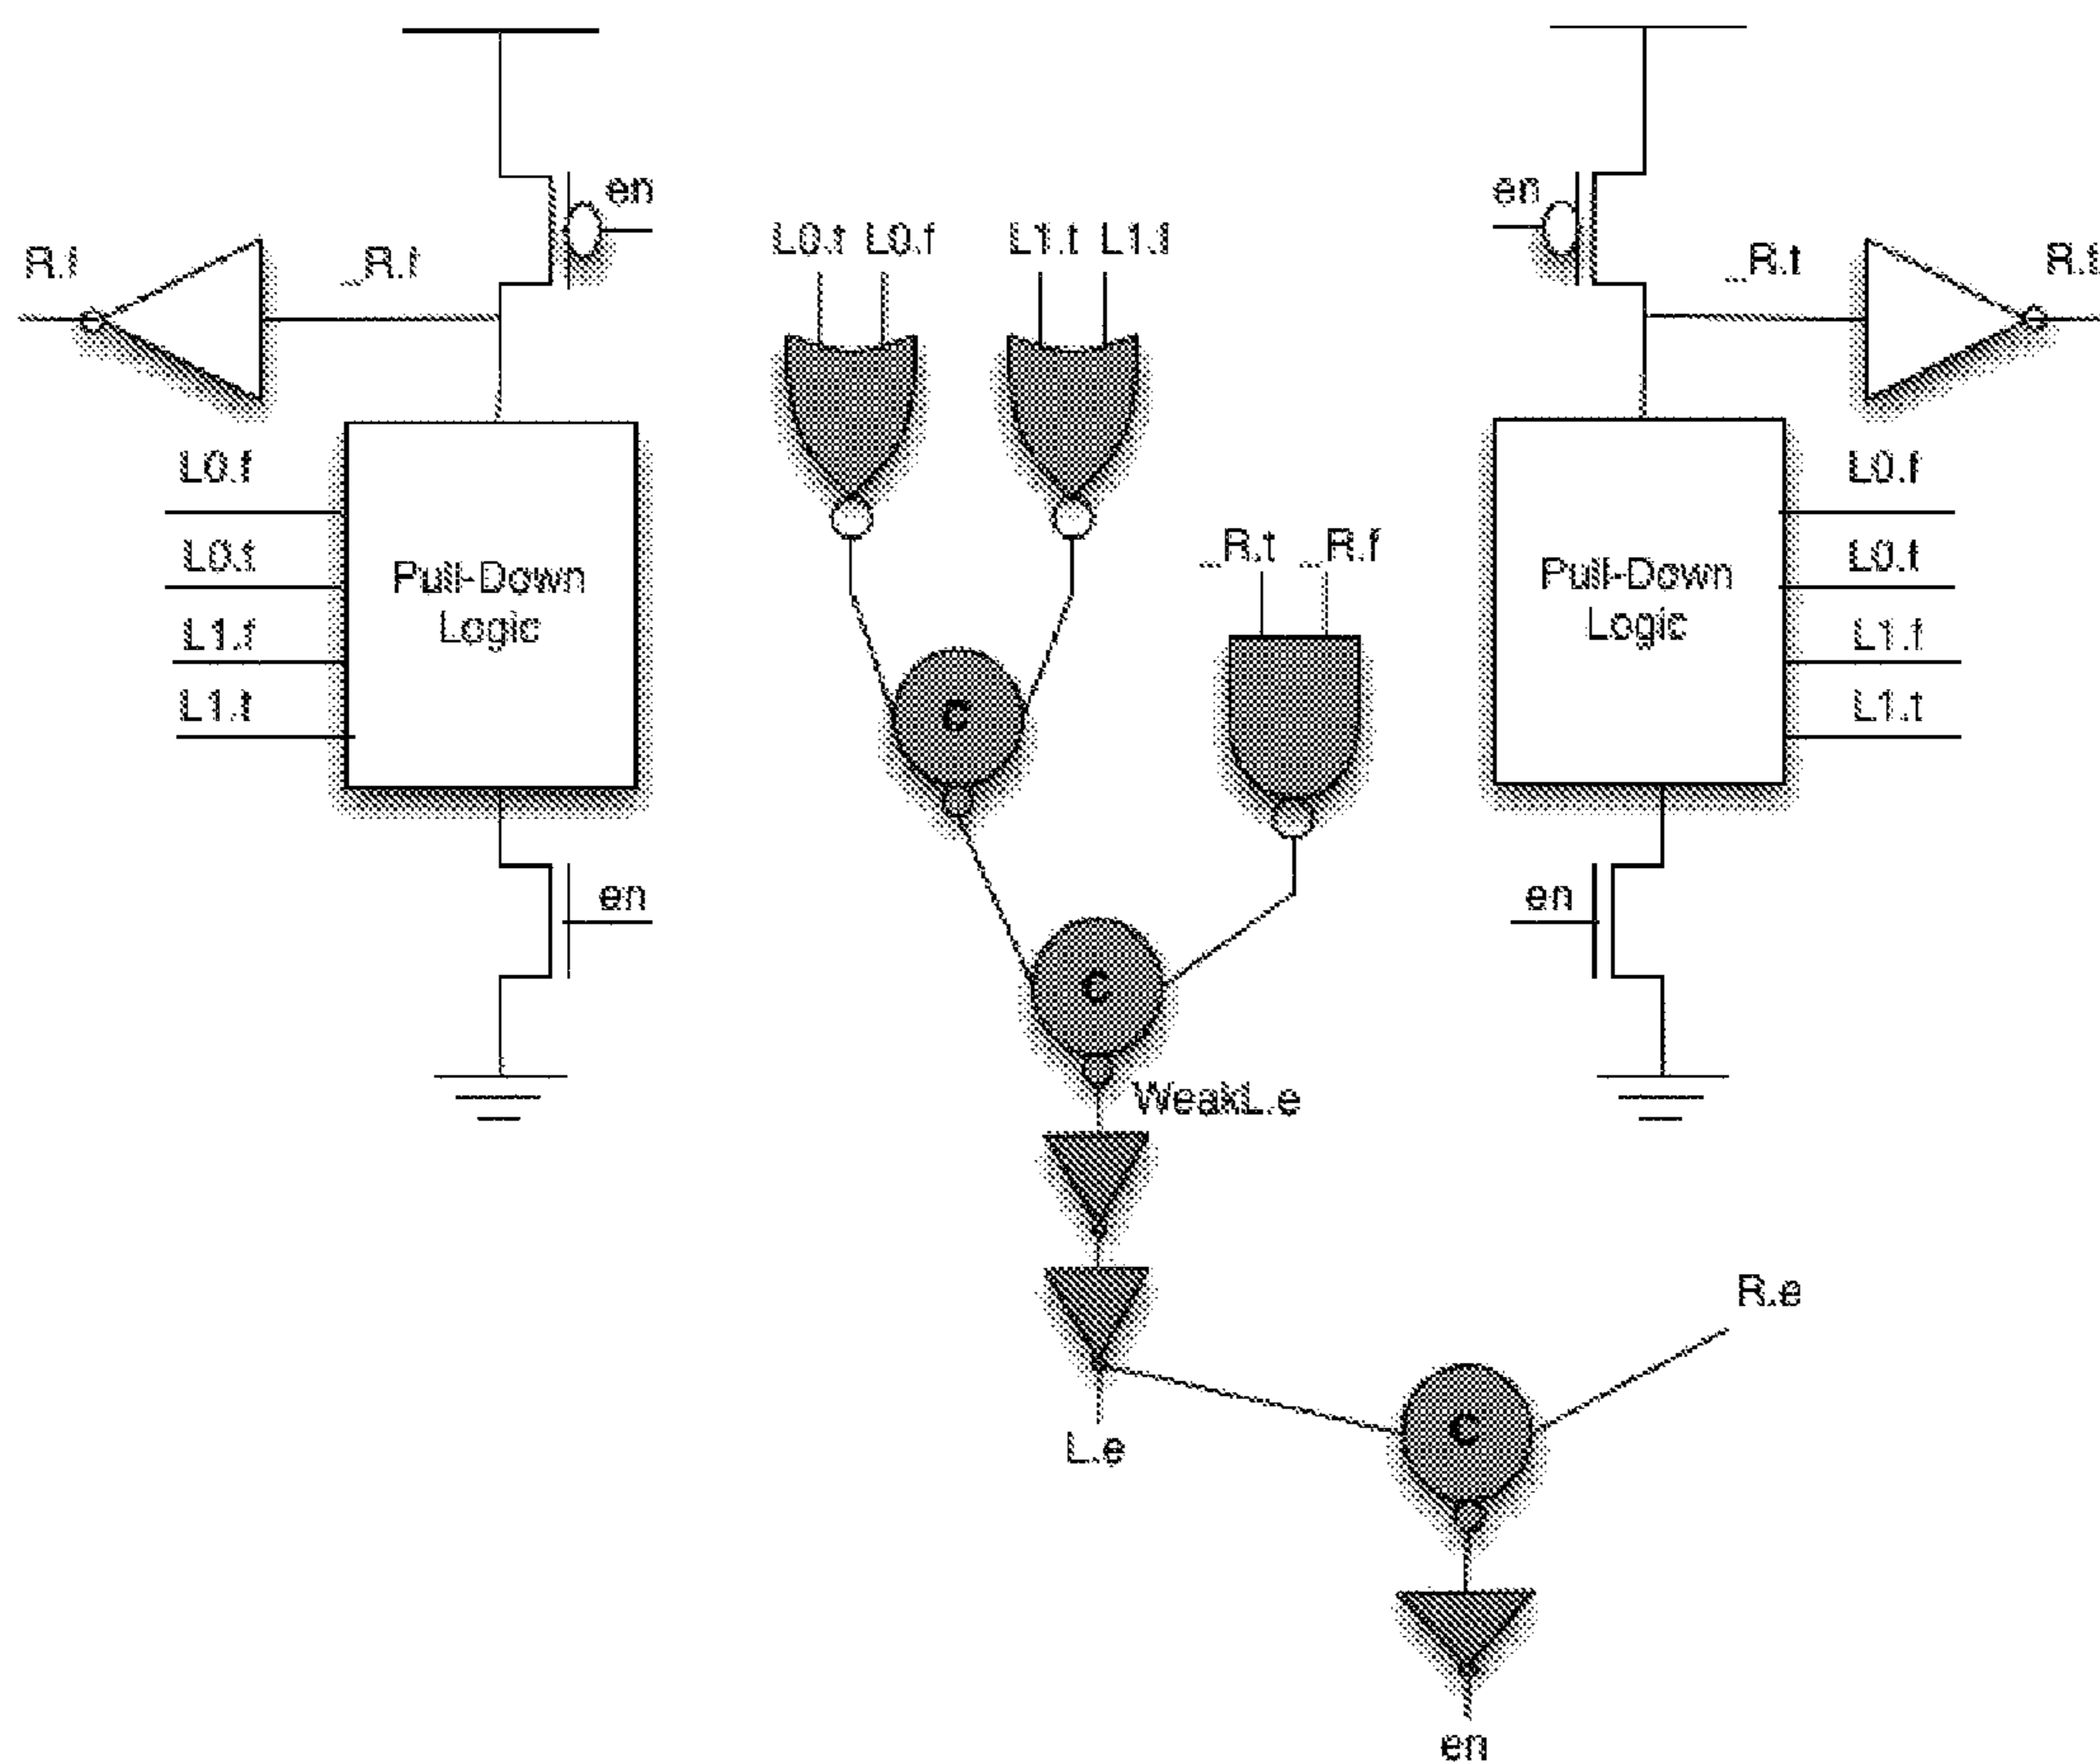 en
en
L0.t L0.f L1.t L1.f
R.f
_R.f
_R.t
R.t
L0.f
L0.t
L1.f
L1.t
Pull-Down
Logic
_R.t _R.f
Pull-Down
Logic
L0.f
L0.t
L1.f
L1.t
C
en
en
C
WeakL.e
R.e
L.e
C
en